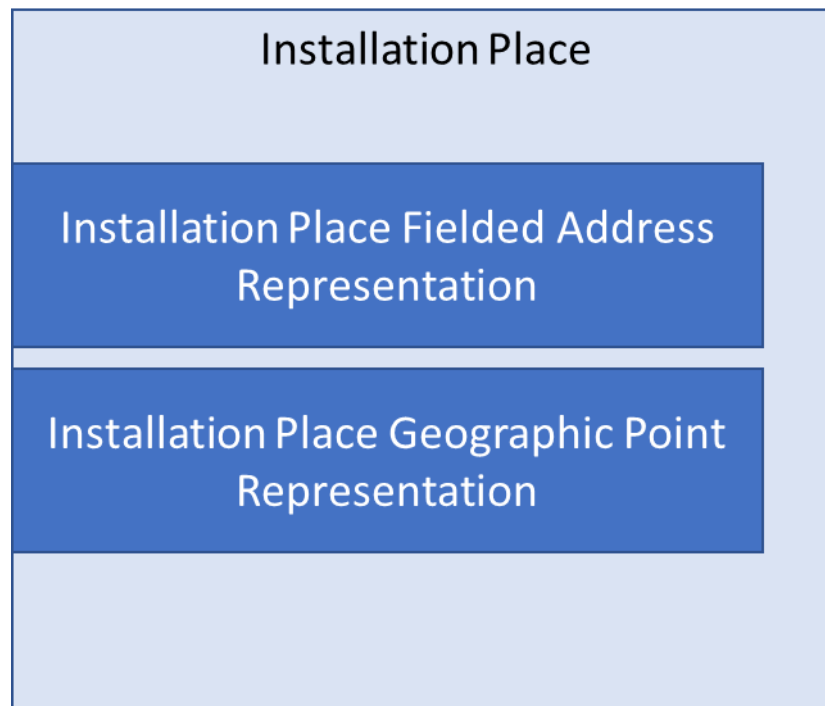 Installation Place
Installation Place Fielded Address
Representation
Installation Place Geographic Point
Representation